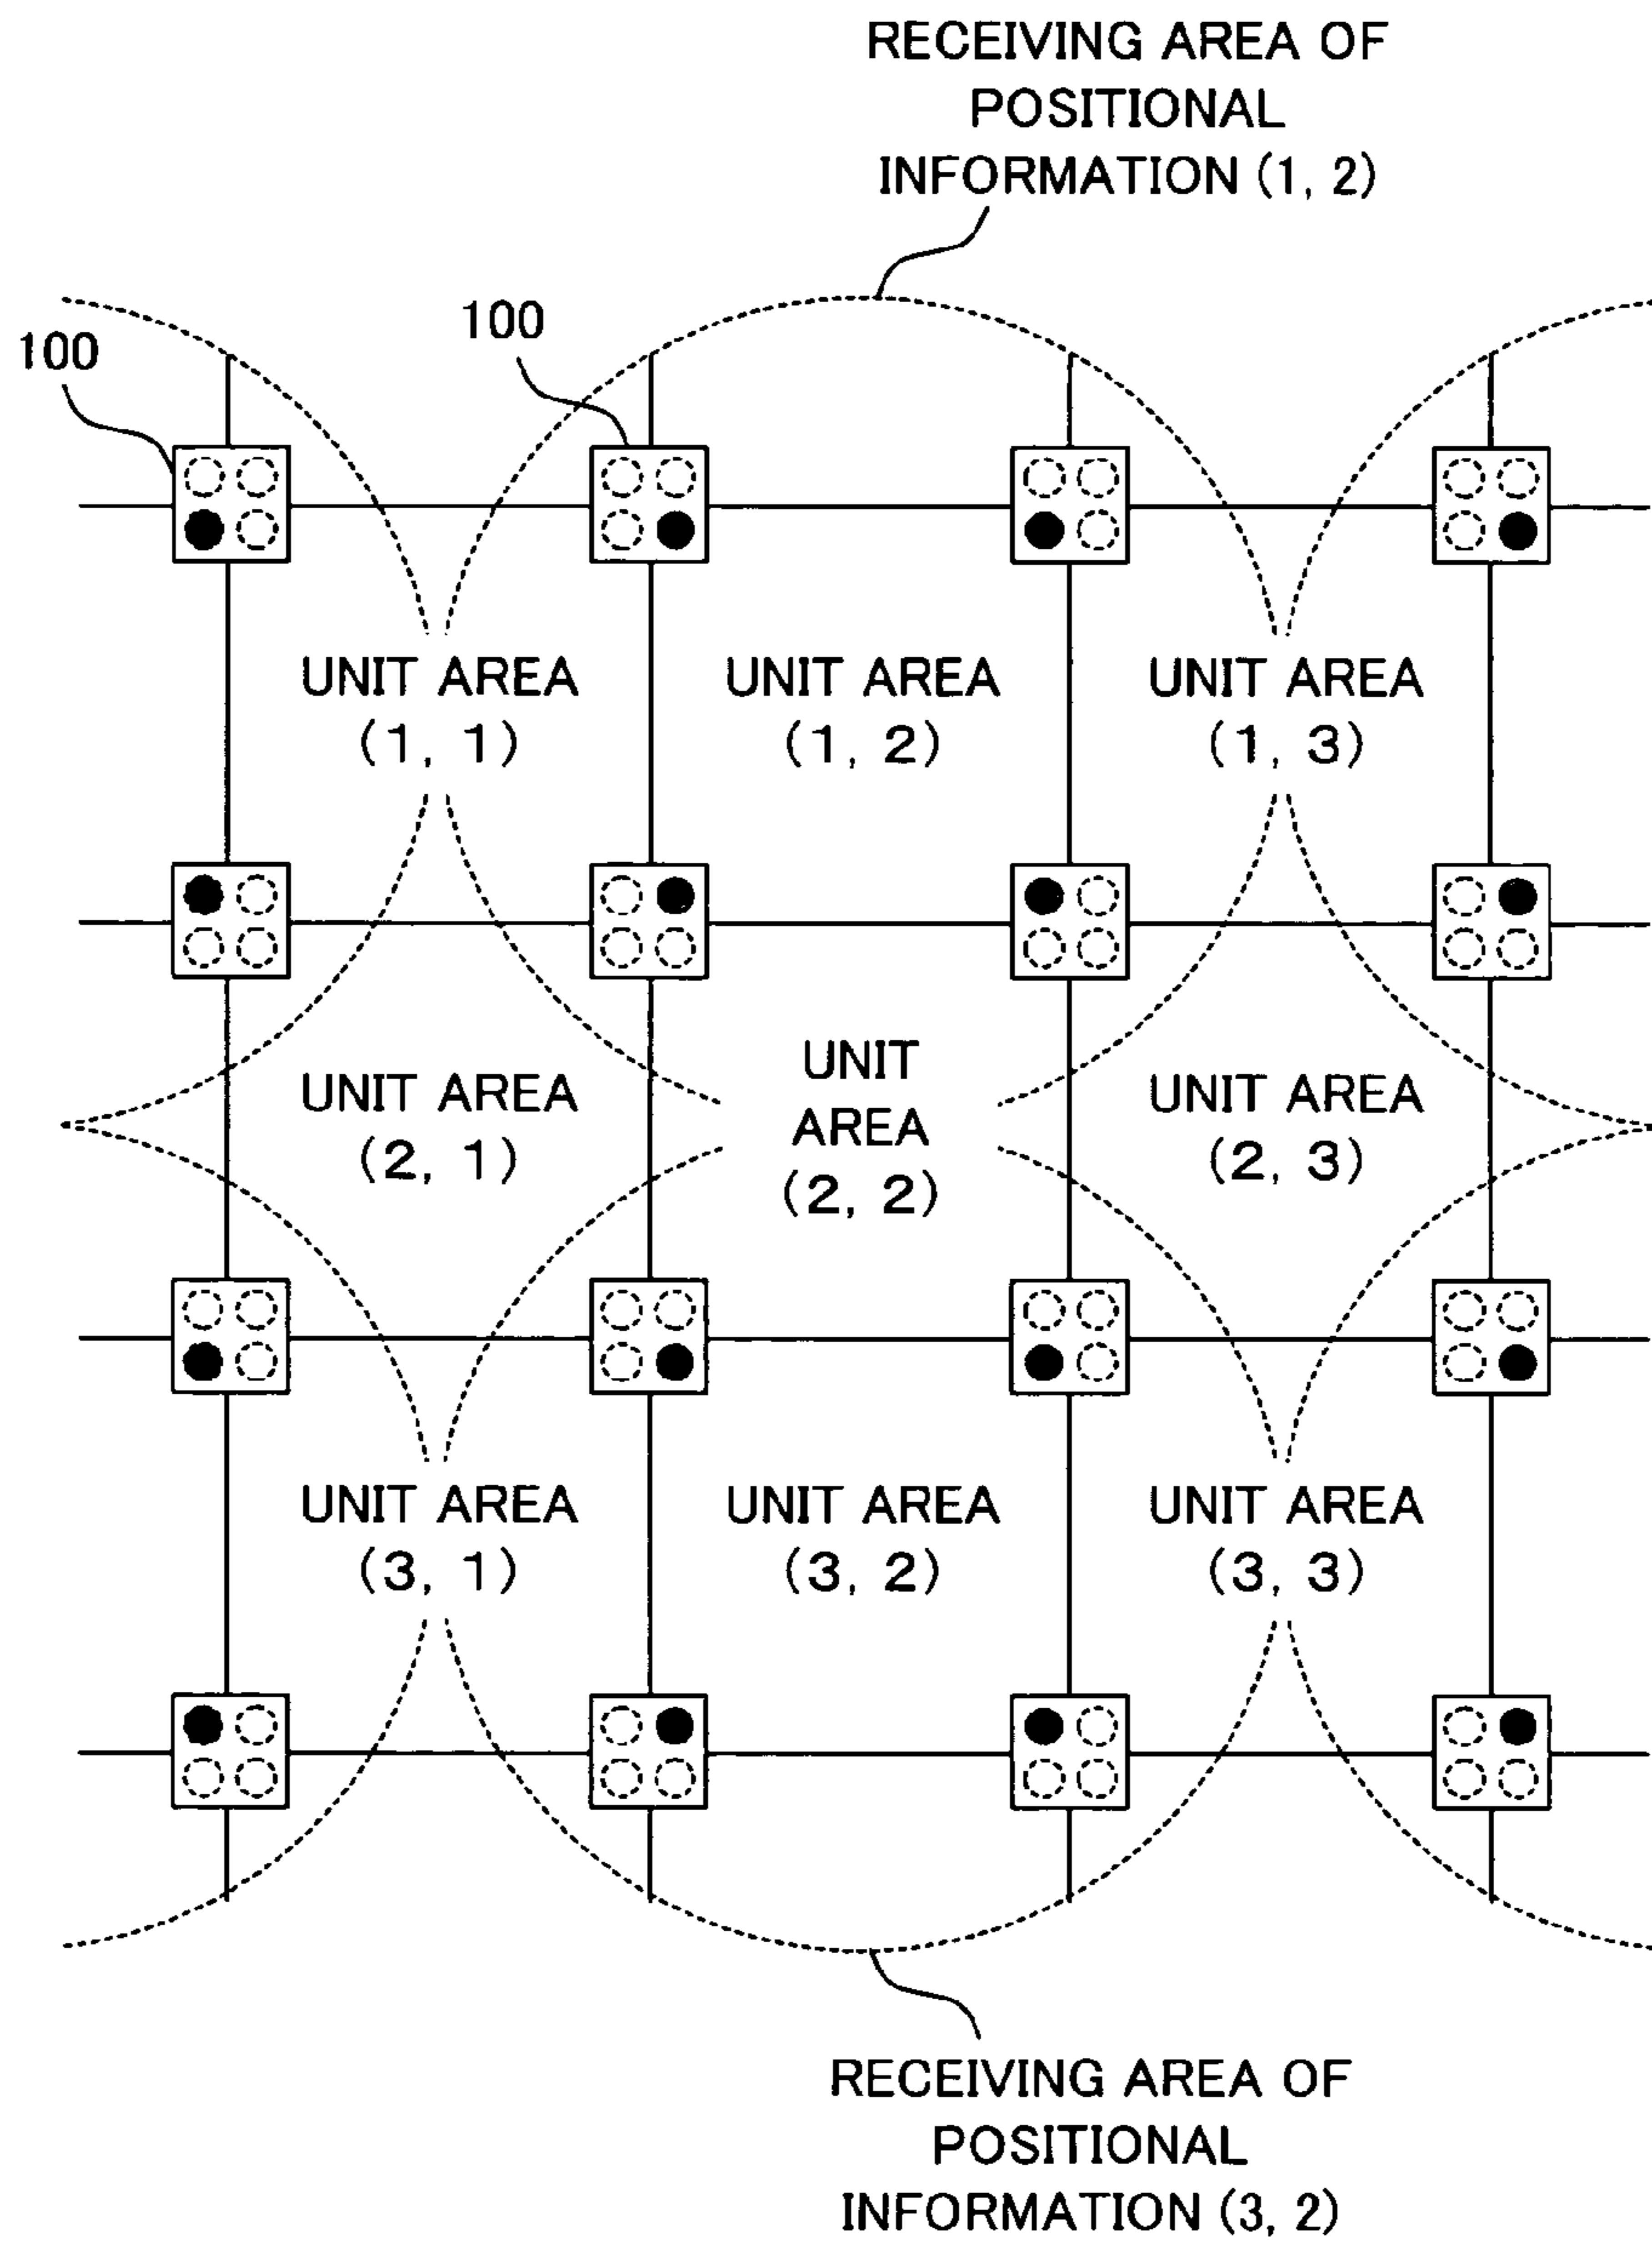 RECEIVING AREA OF
POSITIONAL
INFORMATION (1, 2)
100
100
UNIT AREA
(1, 1)
UNIT AREA
(1, 2)
UNIT AREA
(1, 3)
UNIT AREA
(2, 1)
UNIT
AREA
(2, 2)
UNIT AREA
(2, 3)
UNIT AREA
(3, 1)
UNIT AREA
(3, 2)
UNIT AREA
(3, 3)
RECEIVING AREA OF
POSITIONAL
INFORMATION (3, 2)